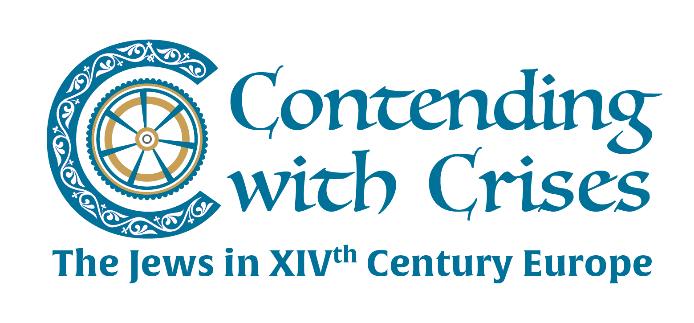 Contending
with Crises
The Jews in XIVth Century Europe